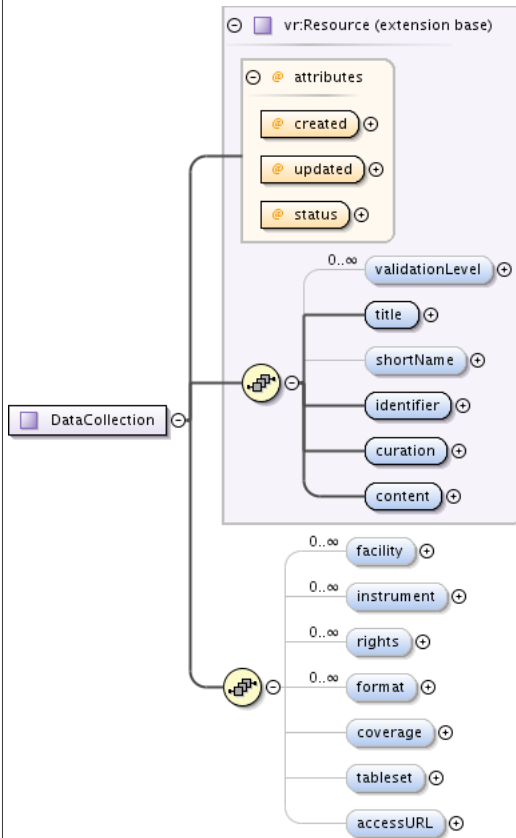 vr:Resource (extension base)
@ attributes
@ created
@ updated
@ status
0..∞
validationLevel
title
shortName
identifier
DataCollection
curation
content
0..∞
facility
0..∞
instrument
0..∞
rights
0..∞
format
coverage
tableset
accessURL